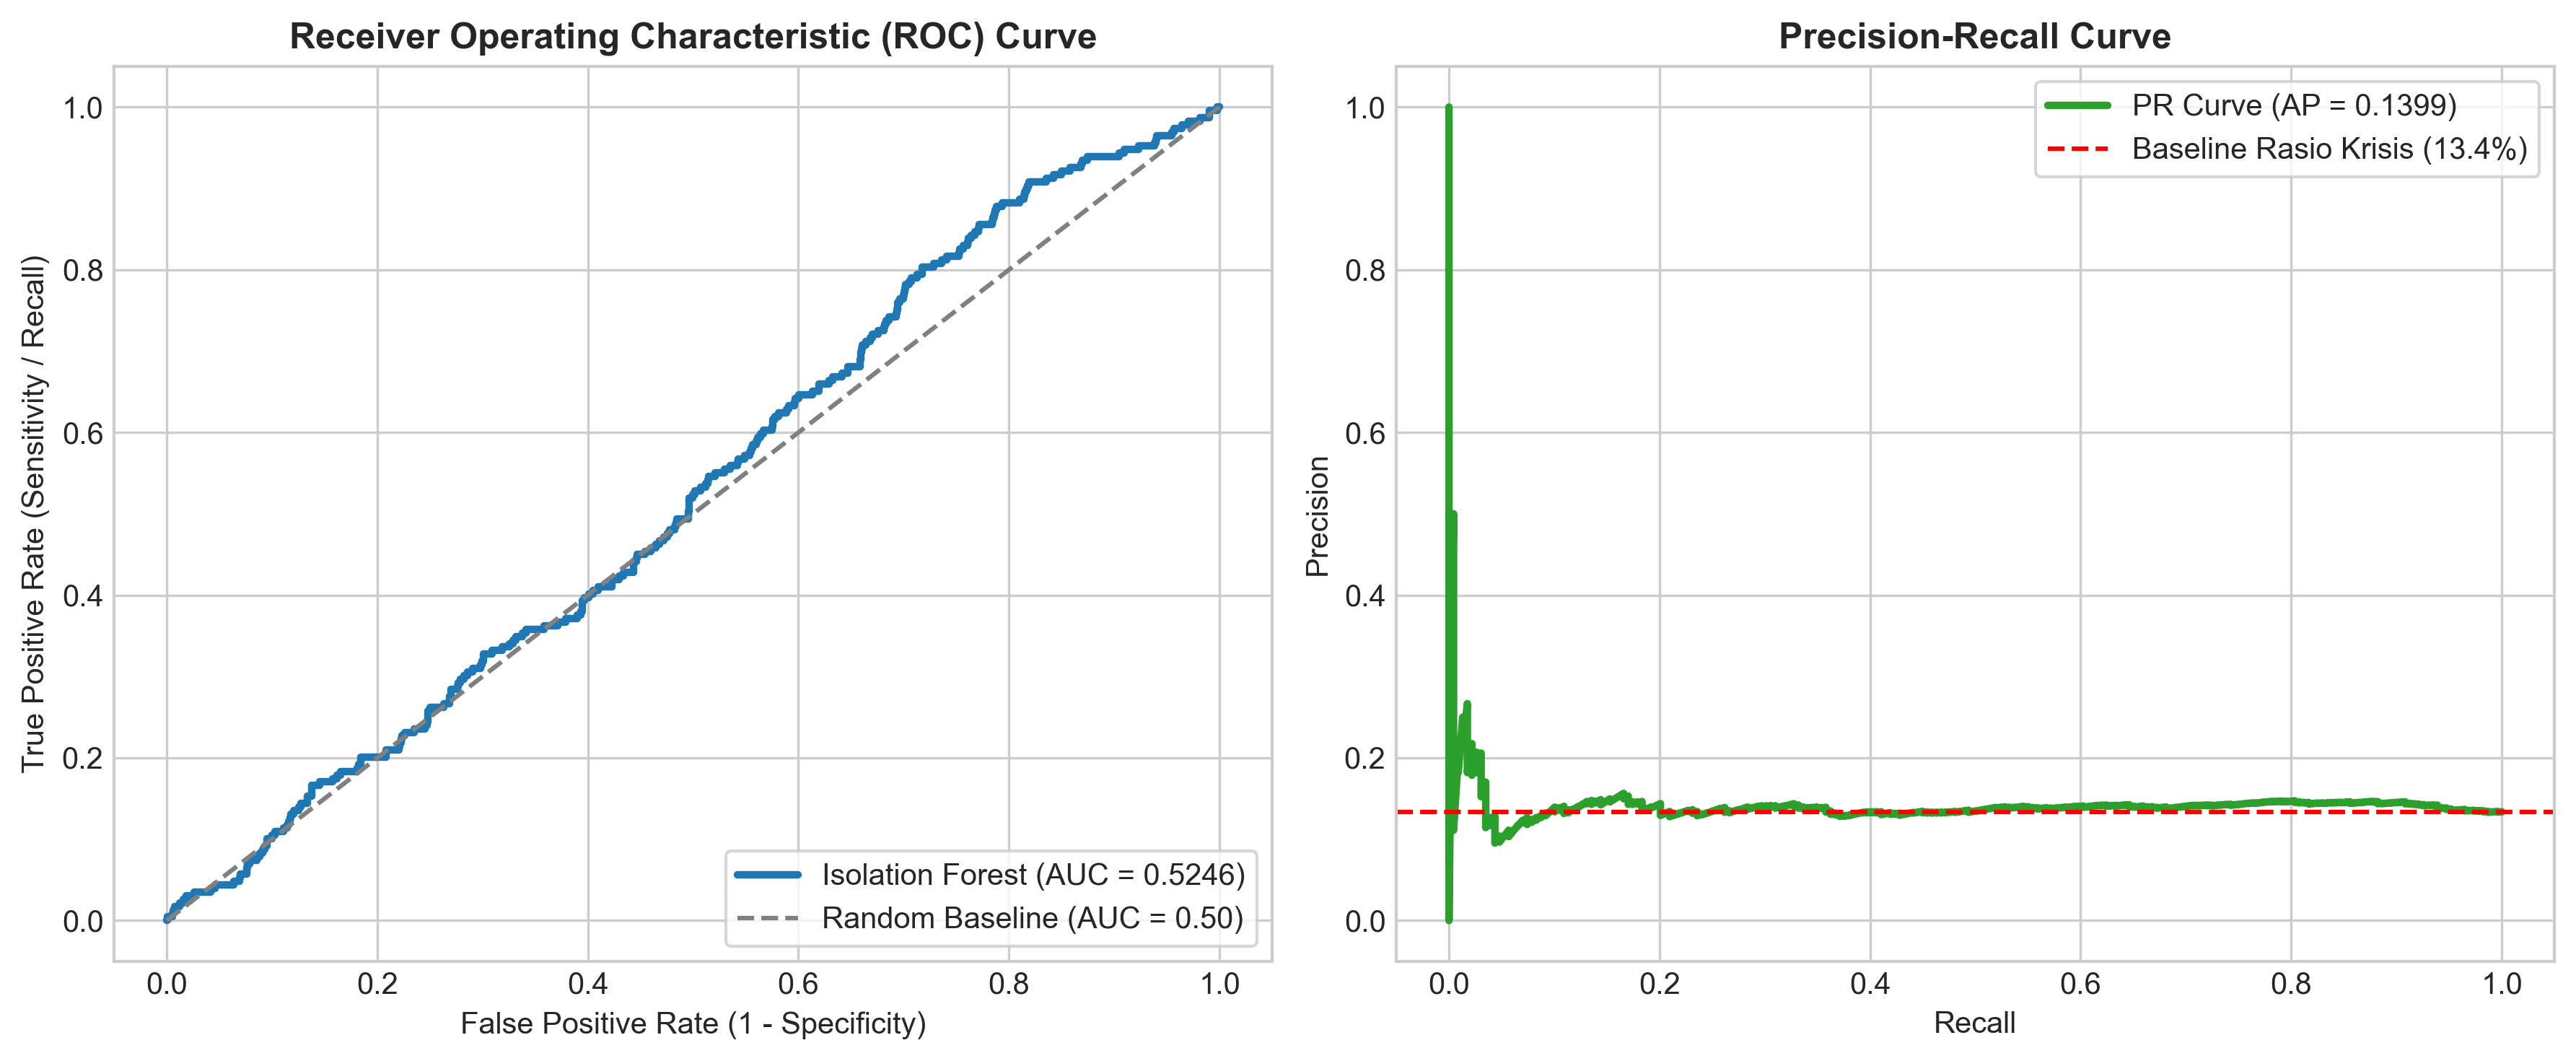 Receiver Operating Characteristic (ROC) Curve
True Positive Rate (Sensitivity / Recall)
1.0
0.8
0.6
0.4
0.2
0.0
Isolation Forest (AUC = 0.5246)
Random Baseline (AUC = 0.50)
0.0 0.2 0.4 0.6 0.8 1.0
False Positive Rate (1 - Specificity)
Precision-Recall Curve
Precision
1.0
0.8
0.6
0.4
0.2
0.0
PR Curve (AP = 0.1399)
Baseline Rasio Krisis (13.4%)
0.0 0.2 0.4 0.6 0.8 1.0
Recall